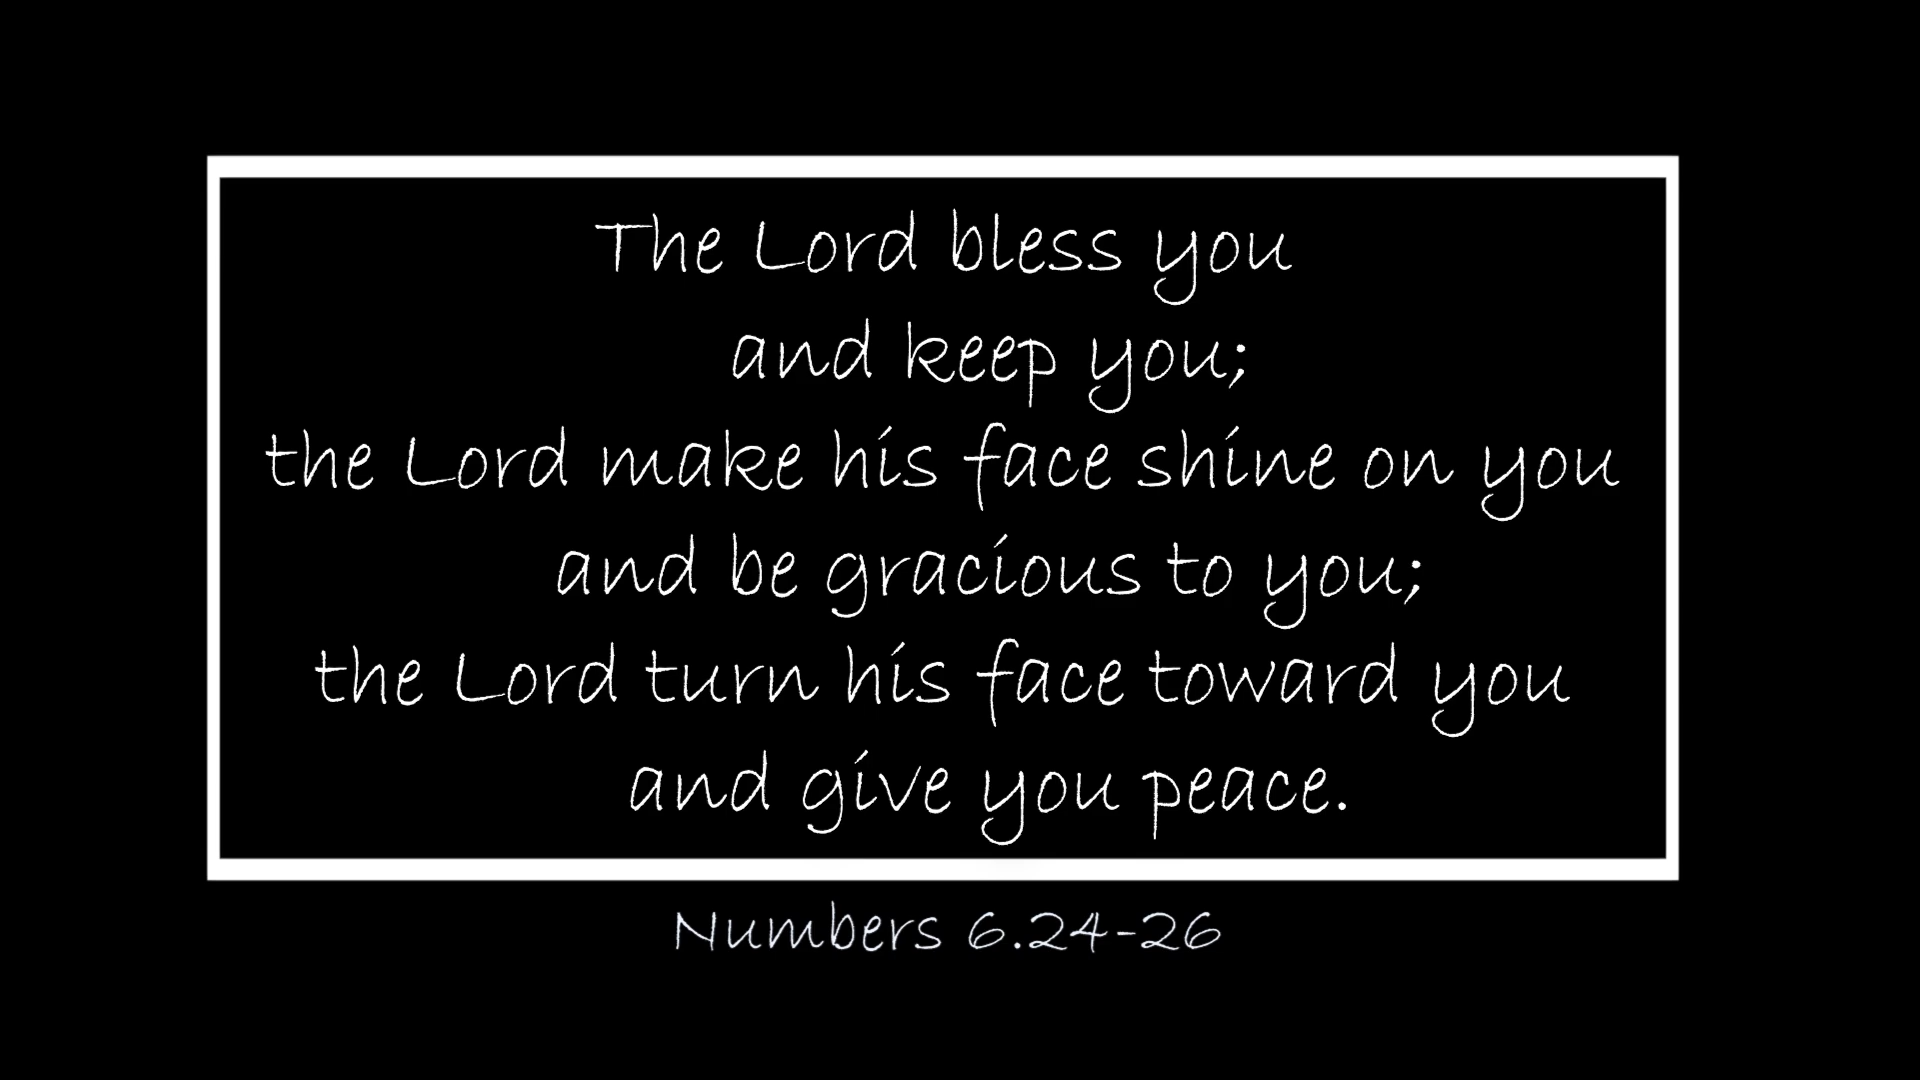 The Lord bless you
and keep you;
the Lord make his face shine on you
and be gracious to you;
the Lord turn his face toward you
and give you peace.
Numbers 6.24-26